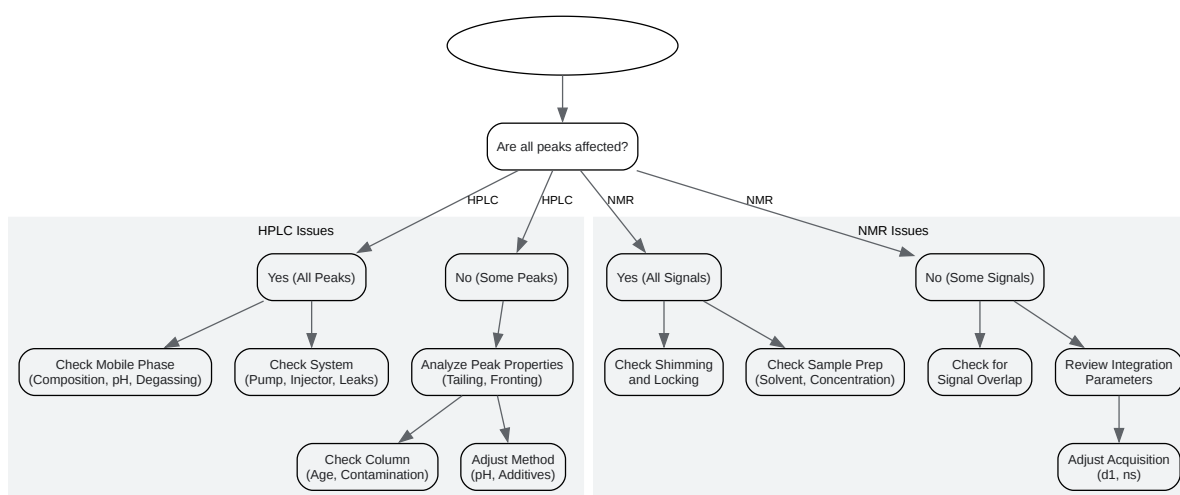 Are all peaks affected?
HPLC
HPLC
NMR
NMR
HPLC Issues
NMR Issues
Yes (All Peaks)
No (Some Peaks)
Yes (All Signals)
No (Some Signals)
Check Mobile Phase
(Composition, pH, Degassing)
Check System
(Pump, Injector, Leaks)
Analyze Peak Properties
(Tailing, Fronting)
Check Shimming
and Locking
Check Sample Prep
(Solvent, Concentration)
Check for
Signal Overlap
Review Integration
Parameters
Check Column
(Age, Contamination)
Adjust Method
(pH, Additives)
Adjust Acquisition
(d1, ns)